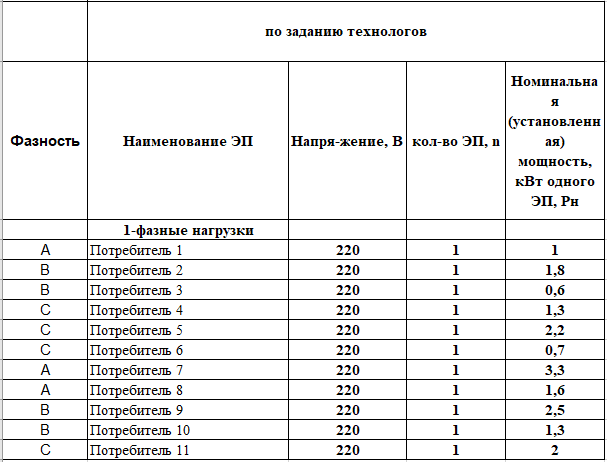 по заданию технологов
Фазность Наименование ЭП Напря-жение, В кол-во ЭП, n Номинальна
я
(установленн
ая)
мощность,
кВт одного
ЭП, Рн
1-фазные нагрузки
A Потребитель 1 220 1 1
B Потребитель 2 220 1 1,8
B Потребитель 3 220 1 0,6
C Потребитель 4 220 1 1,3
C Потребитель 5 220 1 2,2
C Потребитель 6 220 1 0,7
A Потребитель 7 220 1 3,3
A Потребитель 8 220 1 1,6
B Потребитель 9 220 1 2,5
B Потребитель 10 220 1 1,3
C Потребитель 11 220 1 2